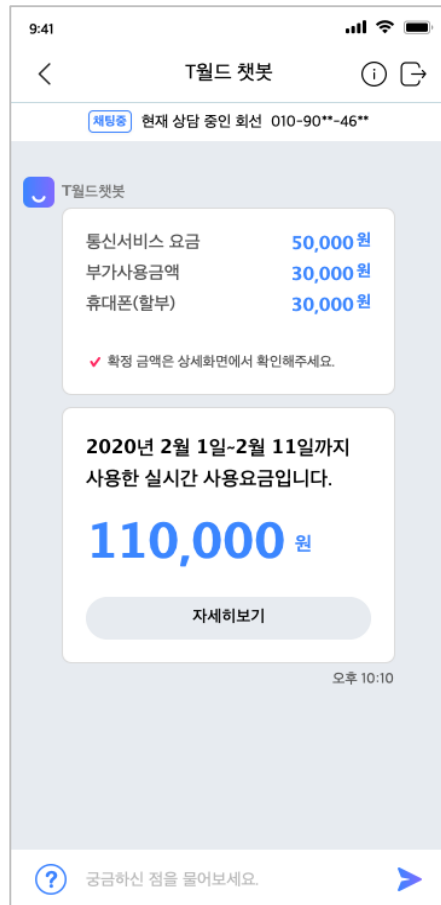 9:41
T월드 챗봇
채팅중 현재 상담 중인 회선 010-90**-46**
T월드챗봇
통신서비스 요금 50,000원
부가사용금액 30,000원
휴대폰(할부) 30,000원
확정 금액은 상세화면에서 확인해주세요.
2020년 2월 1일~2월 11일까지
사용한 실시간 사용요금입니다.
110,000 원
자세히보기
오후 10:10
? 궁금하신 점을 물어보세요.